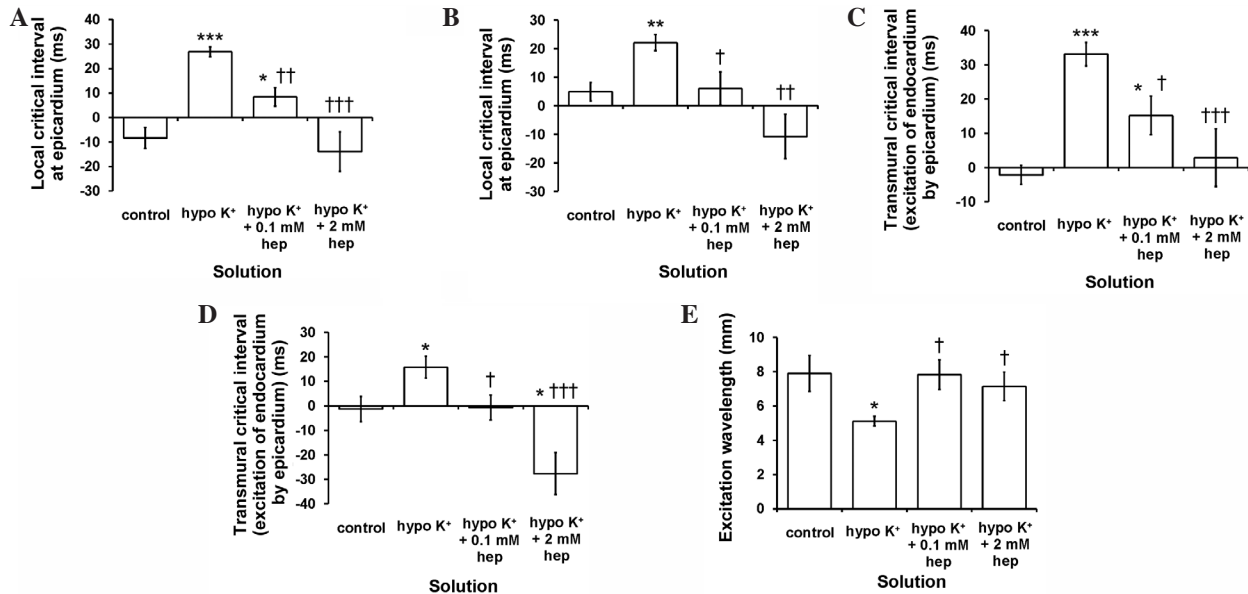 A
Local critical interval
at epicardium (ms)
40
30
20
10
0
-10
-20
-30
***
* ††
†††
control
hypo K⁺
hypo K⁺
+ 0.1 mM
hep
hypo K⁺
+ 2 mM
hep
Solution
B
Local critical interval
at epicardium (ms)
30
20
10
0
-10
-20
-30
**
†
††
control
hypo K⁺
hypo K⁺
+ 0.1 mM
hep
hypo K⁺
+ 2 mM
hep
Solution
C
Transmural critical interval
(excitation of endocardium
by epicardium) (ms)
40
30
20
10
0
-10
***
* †
†††
control
hypo K⁺
hypo K⁺
+ 0.1 mM
hep
hypo K⁺
+ 2 mM
hep
Solution
D
Transmural critical interval
(excitation of endocardium
by epicardium) (ms)
30
20
10
0
-10
-20
-30
-40
*
†
* †††
control
hypo K⁺
hypo K⁺
+ 0.1 mM
hep
hypo K⁺
+ 2 mM
hep
Solution
E
Excitation wavelength (mm)
10
8
6
4
2
0
*
†
†
control
hypo K⁺
hypo K⁺
+ 0.1 mM
hep
hypo K⁺
+ 2 mM
hep
Solution